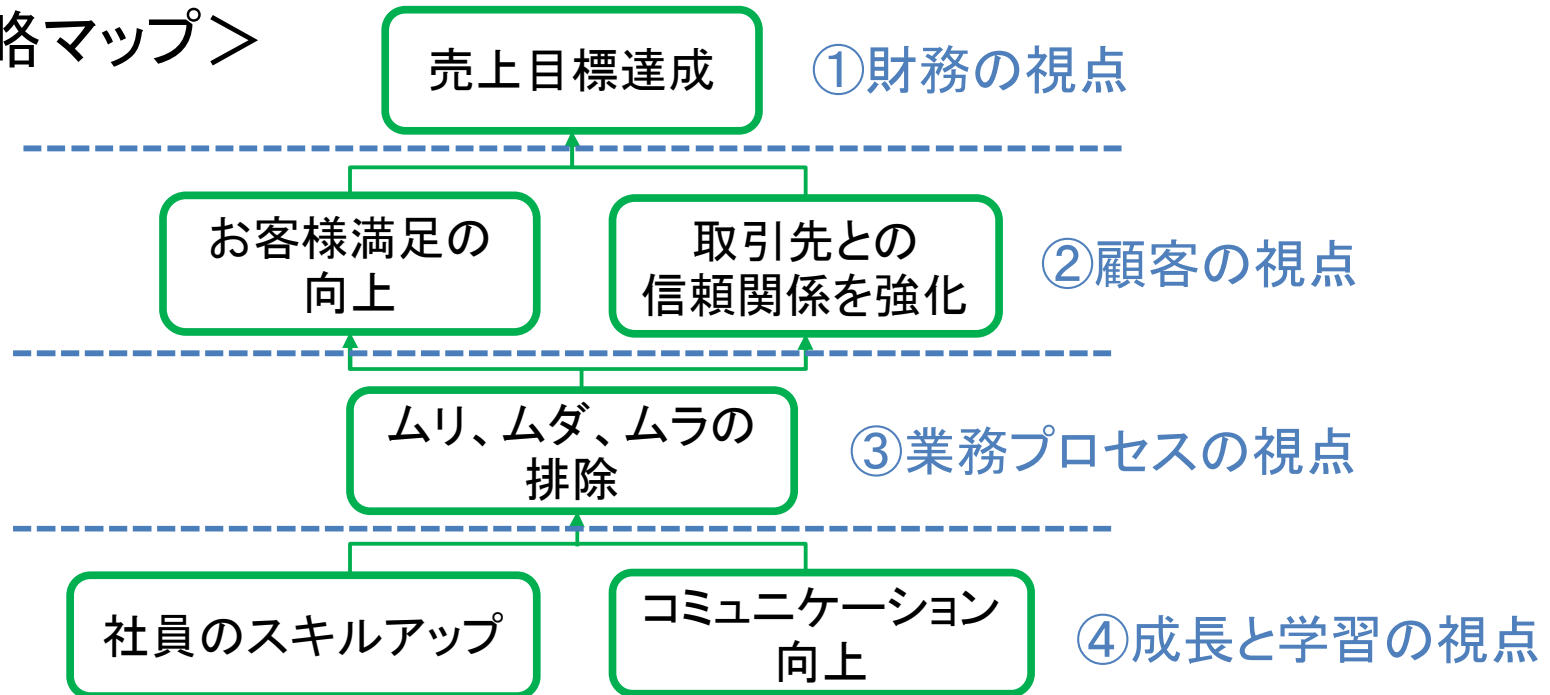 格マップ＞
売上目標達成
①財務の視点
お客様満足の
向上
取引先との
信頼関係を強化
②顧客の視点
ムリ、ムダ、ムラの
排除
③業務プロセスの視点
社員のスキルアップ
コミュニケーション
向上
④成長と学習の視点